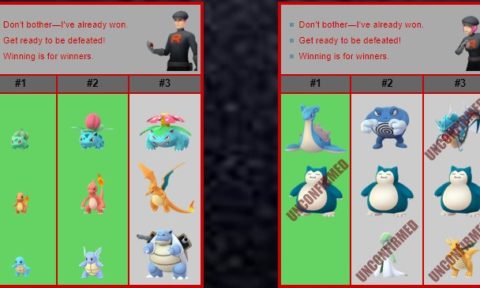 Don't bother—I've already won.
Get ready to be defeated!
Winning is for winners.
#1 #2 #3
Don't bother—I've already won.
Get ready to be defeated!
Winning is for winners.
#1 #2 #3
UNCONFIRMED
UNCONFIRMED
UNCONFIRMED
UNCONFIRMED
UNCONFIRMED
UNCONFIRMED